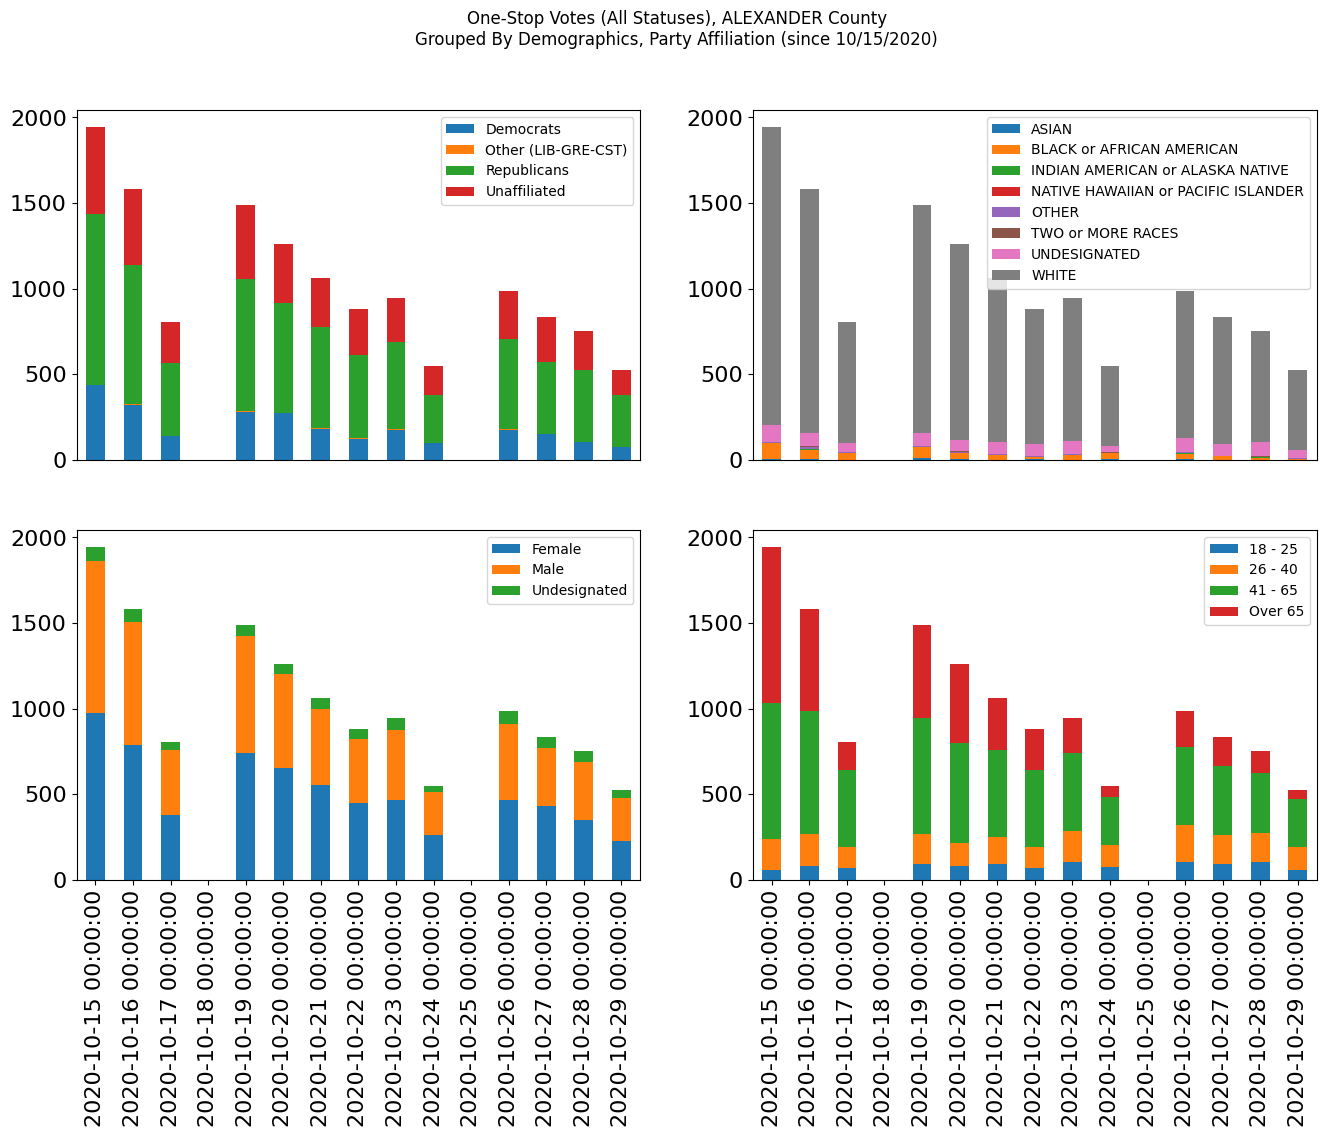 One-Stop Votes (All Statuses), ALEXANDER County
Grouped By Demographics, Party Affiliation (since 10/15/2020)
2000
1500
1000
500
0
Democrats
Other (LIB-GRE-CST)
Republicans
Unaffiliated
2000
1500
1000
500
0
ASIAN
BLACK or AFRICAN AMERICAN
INDIAN AMERICAN or ALASKA NATIVE
NATIVE HAWAIIAN or PACIFIC ISLANDER
OTHER
TWO or MORE RACES
UNDESIGNATED
WHITE
2000
1500
1000
500
0
Female
Male
Undesignated
2020-10-15 00:00:00
2020-10-16 00:00:00
2020-10-17 00:00:00
2020-10-18 00:00:00
2020-10-19 00:00:00
2020-10-20 00:00:00
2020-10-21 00:00:00
2020-10-22 00:00:00
2020-10-23 00:00:00
2020-10-24 00:00:00
2020-10-25 00:00:00
2020-10-26 00:00:00
2020-10-27 00:00:00
2020-10-28 00:00:00
2020-10-29 00:00:00
2000
1500
1000
500
0
18 - 25
26 - 40
41 - 65
Over 65
2020-10-15 00:00:00
2020-10-16 00:00:00
2020-10-17 00:00:00
2020-10-18 00:00:00
2020-10-19 00:00:00
2020-10-20 00:00:00
2020-10-21 00:00:00
2020-10-22 00:00:00
2020-10-23 00:00:00
2020-10-24 00:00:00
2020-10-25 00:00:00
2020-10-26 00:00:00
2020-10-27 00:00:00
2020-10-28 00:00:00
2020-10-29 00:00:00